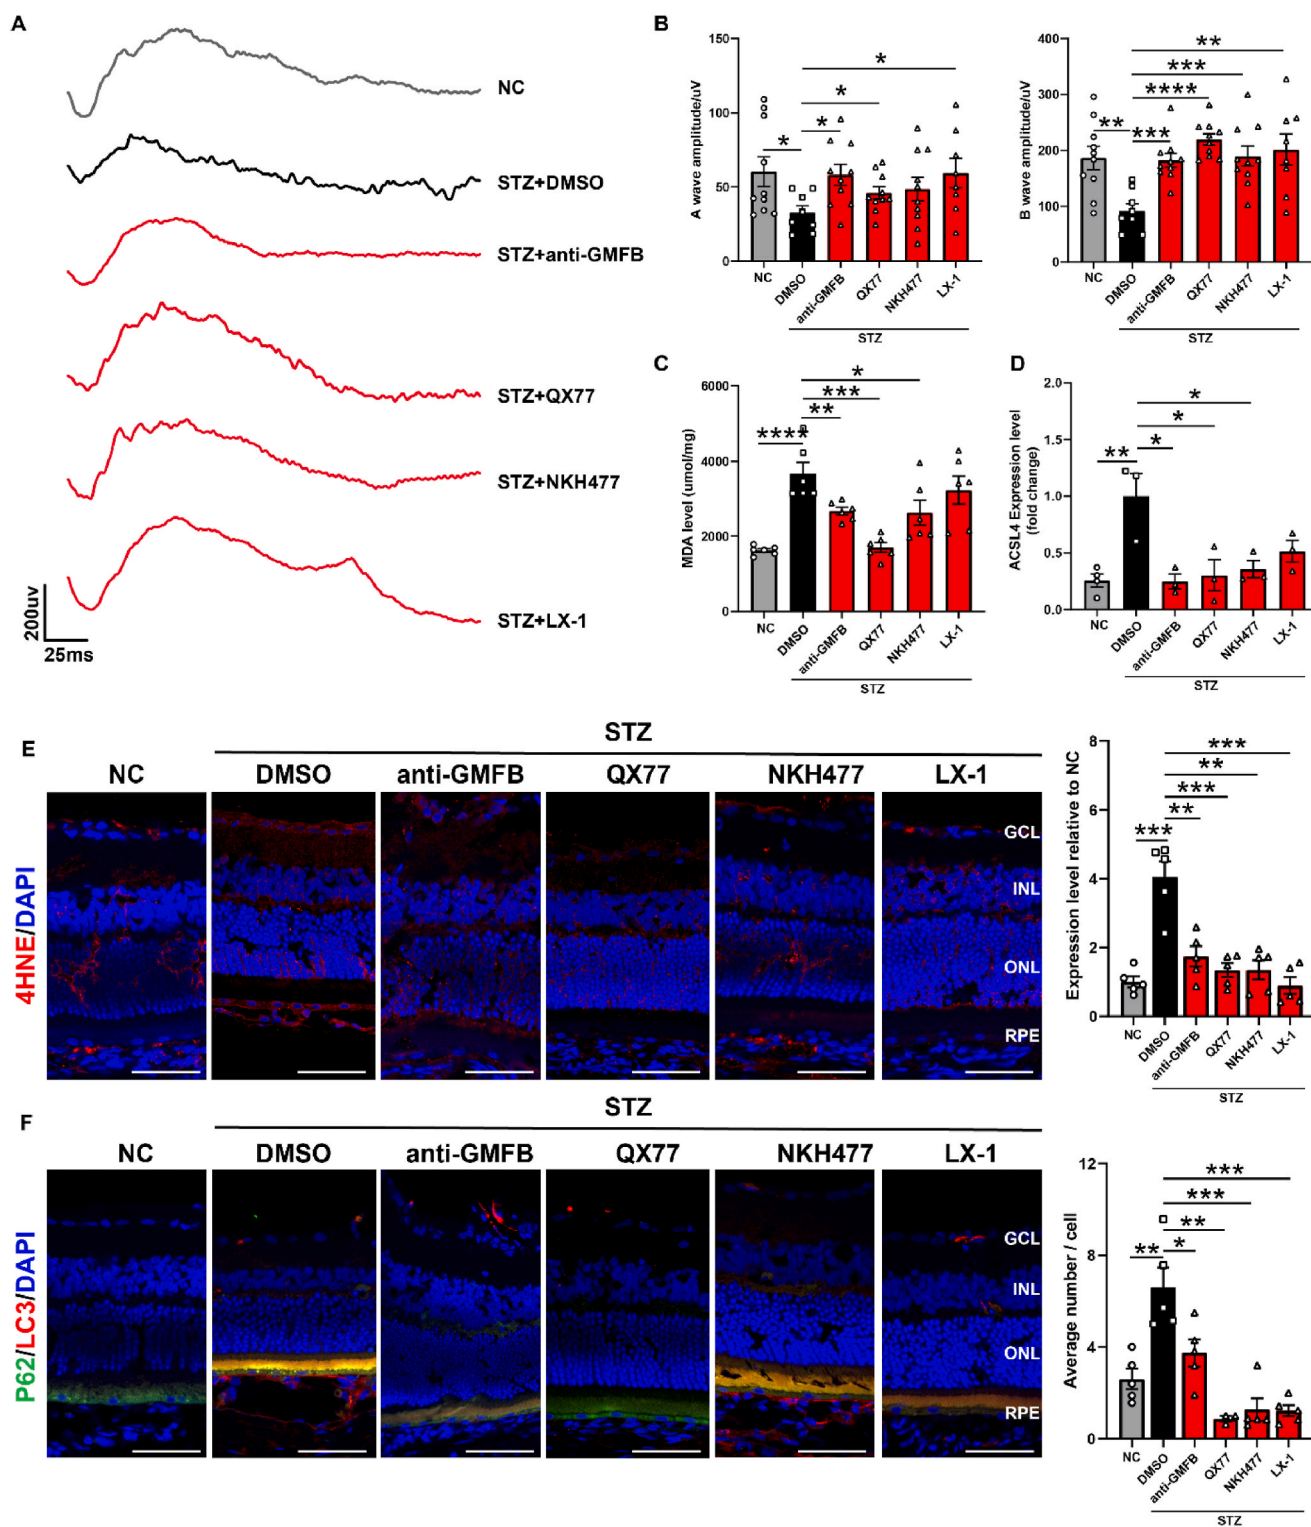 A
NC
STZ+DMSO
STZ+anti-GMFB
STZ+QX77
STZ+NKH477
STZ+LX-1
200uv
25ms
B
A wave amplitude/uV
150
100
50
0
*
*
*
*
NC
DMSO
anti-GMFB
QX77
NKH477
LX-1
STZ
B wave amplitude/uV
400
300
200
100
0
**
***
****
***
**
NC
DMSO
anti-GMFB
QX77
NKH477
LX-1
STZ
C
MDA level (umol/mg)
6000
4000
2000
0
*
***
**
****
NC
DMSO
anti-GMFB
QX77
NKH477
LX-1
STZ
D
ACSL4 Expression level
(fold change)
2.0
1.5
1.0
0.5
0.0
*
*
*
**
NC
DMSO
anti-GMFB
QX77
NKH477
LX-1
STZ
E
STZ
NC
DMSO
anti-GMFB
QX77
NKH477
LX-1
4HNE/DAPI
GCL
INL
ONL
RPE
Expression level relative to NC
8
6
4
2
0
***
**
***
**
***
NC
DMSO
anti-GMFB
QX77
NKH477
LX-1
STZ
F
STZ
NC
DMSO
anti-GMFB
QX77
NKH477
LX-1
P62/LC3/DAPI
GCL
INL
ONL
RPE
Average number / cell
12
8
4
0
***
***
**
*
**
NC
DMSO
anti-GMFB
QX77
NKH477
LX-1
STZ